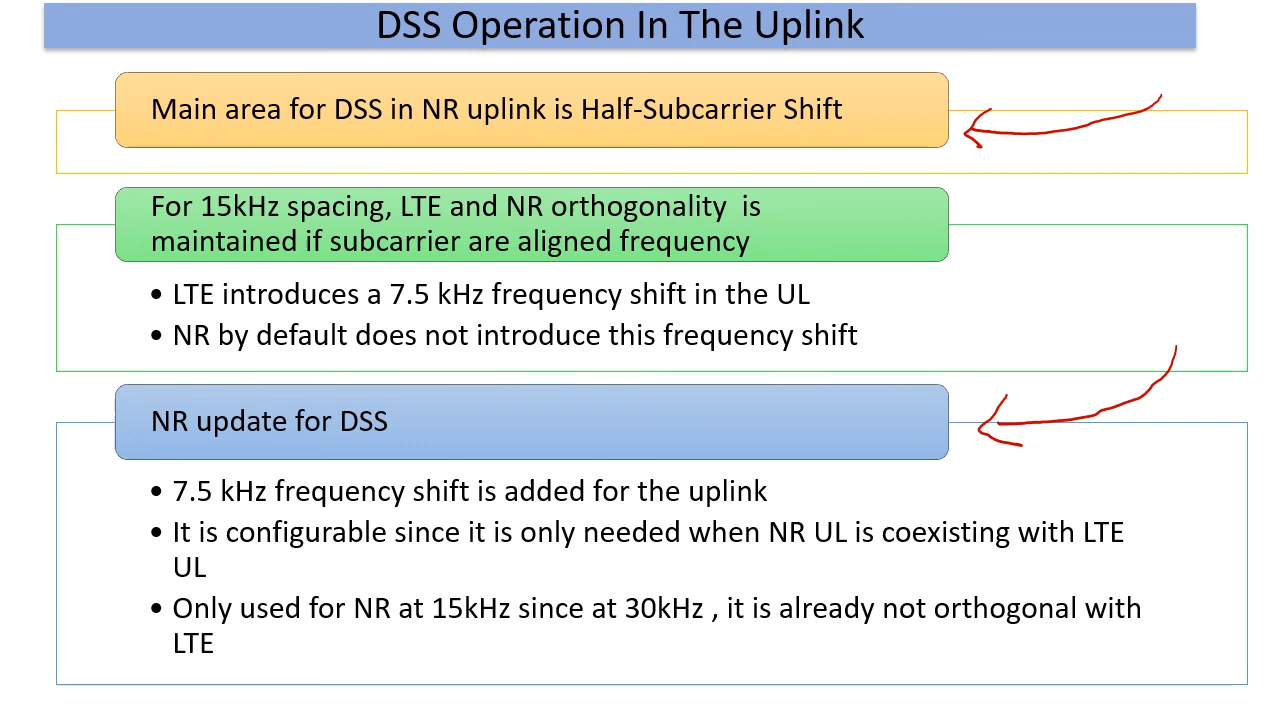 DSS Operation In The Uplink
Main area for DSS in NR uplink is Half-Subcarrier Shift
For 15kHz spacing, LTE and NR orthogonality  is
maintained if subcarrier are aligned frequency
• LTE introduces a 7.5 kHz frequency shift in the UL
• NR by default does not introduce this frequency shift
NR update for DSS
• 7.5 kHz frequency shift is added for the uplink
• It is configurable since it is only needed when NR UL is coexisting with LTE
UL
• Only used for NR at 15kHz since at 30kHz , it is already not orthogonal with
LTE